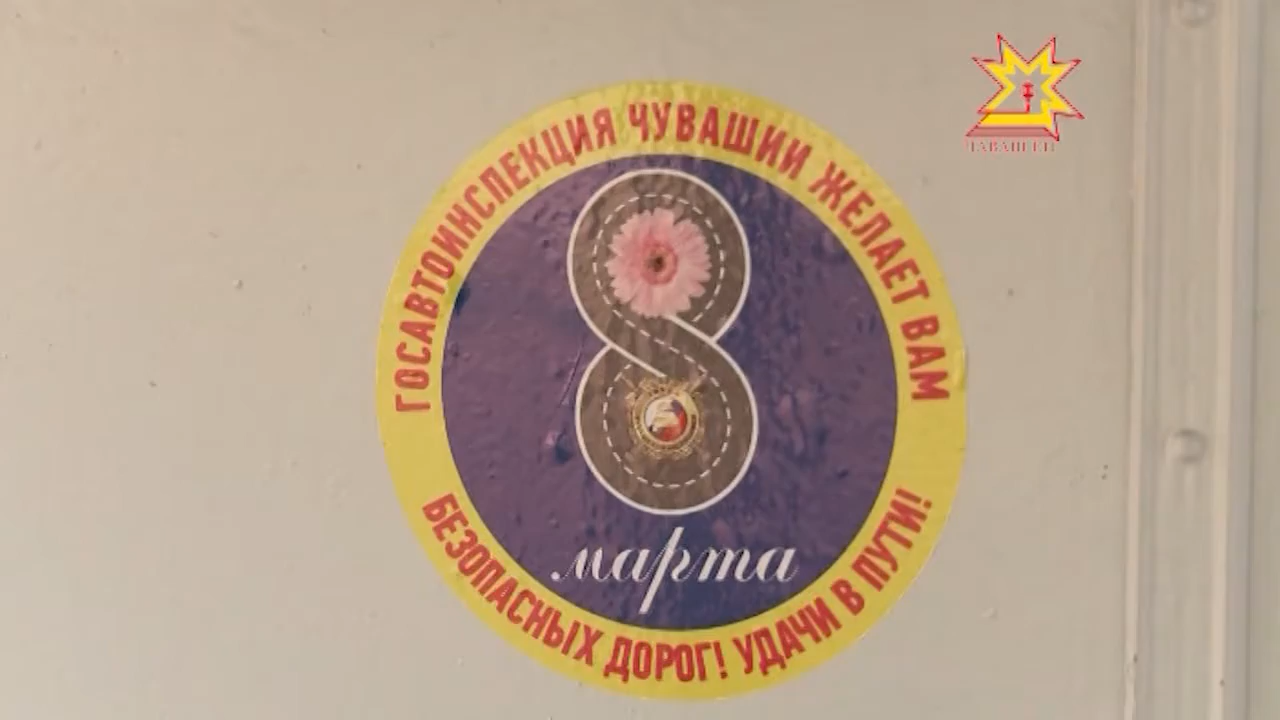 ГОСАВТОИНСПЕКЦИЯ ЧУВАШИИ ЖЕЛАЕТ ВАМ
8
марта
БЕЗОПАСНЫХ ДОРОГ! УДАЧИ В ПУТИ!